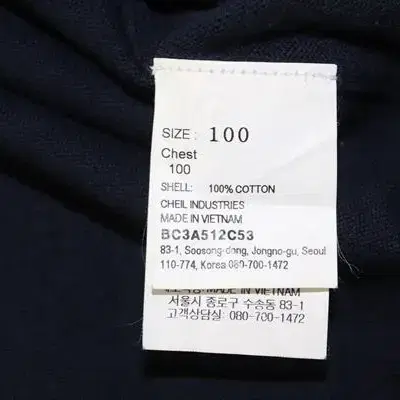 SIZE : 100
Chest
100
SHELL: 100% COTTON
CHEIL INDUSTRIES
MADE IN VIETNAM
BC3A512C53
83-1, Soosong-dong, Jongno-gu, Seoul
110-774, Korea 080-700-1472
MADE IN VIETNAM
서울시 종로구 수송동 83-1
고객상담실: 080-700-1472